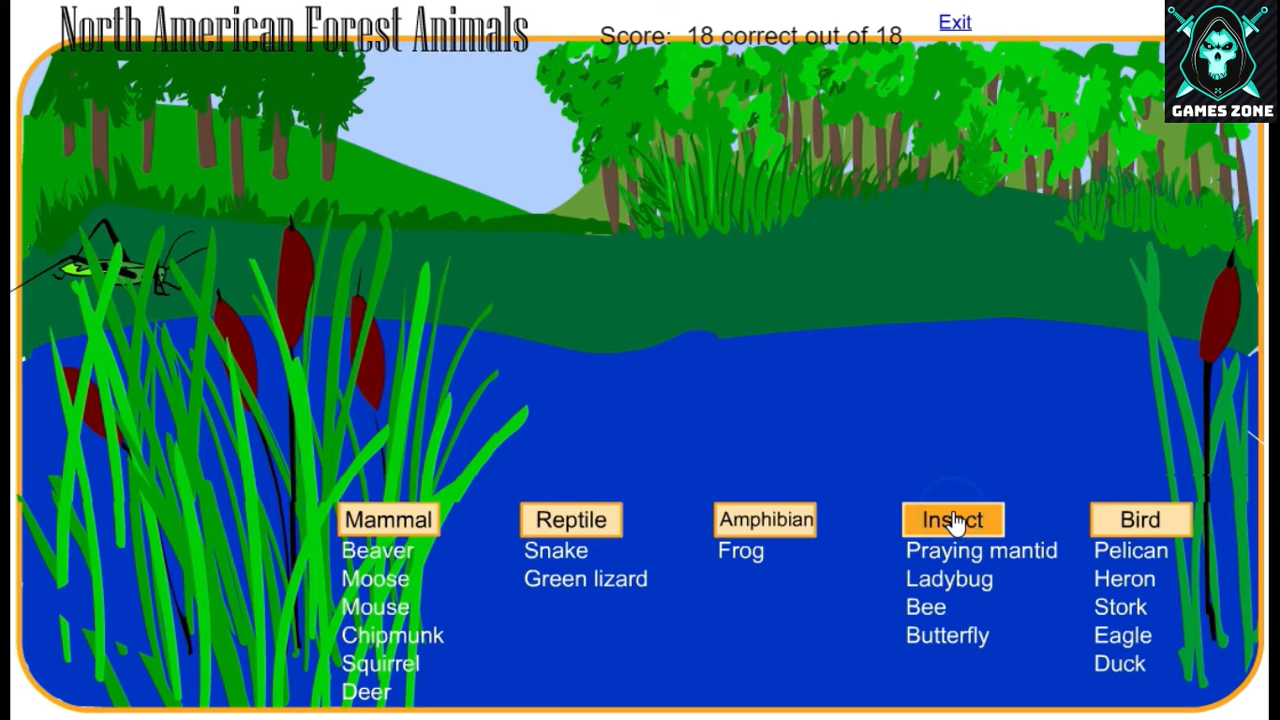 North American Forest Animals
Score: 18 correct out of 18
Exit
GAMES ZONE
Mammal
Beaver
Moose
Mouse
Chipmunk
Squirrel
Deer
Reptile
Snake
Green lizard
Amphibian
Frog
Insect
Praying mantid
Ladybug
Bee
Butterfly
Bird
Pelican
Heron
Stork
Eagle
Duck